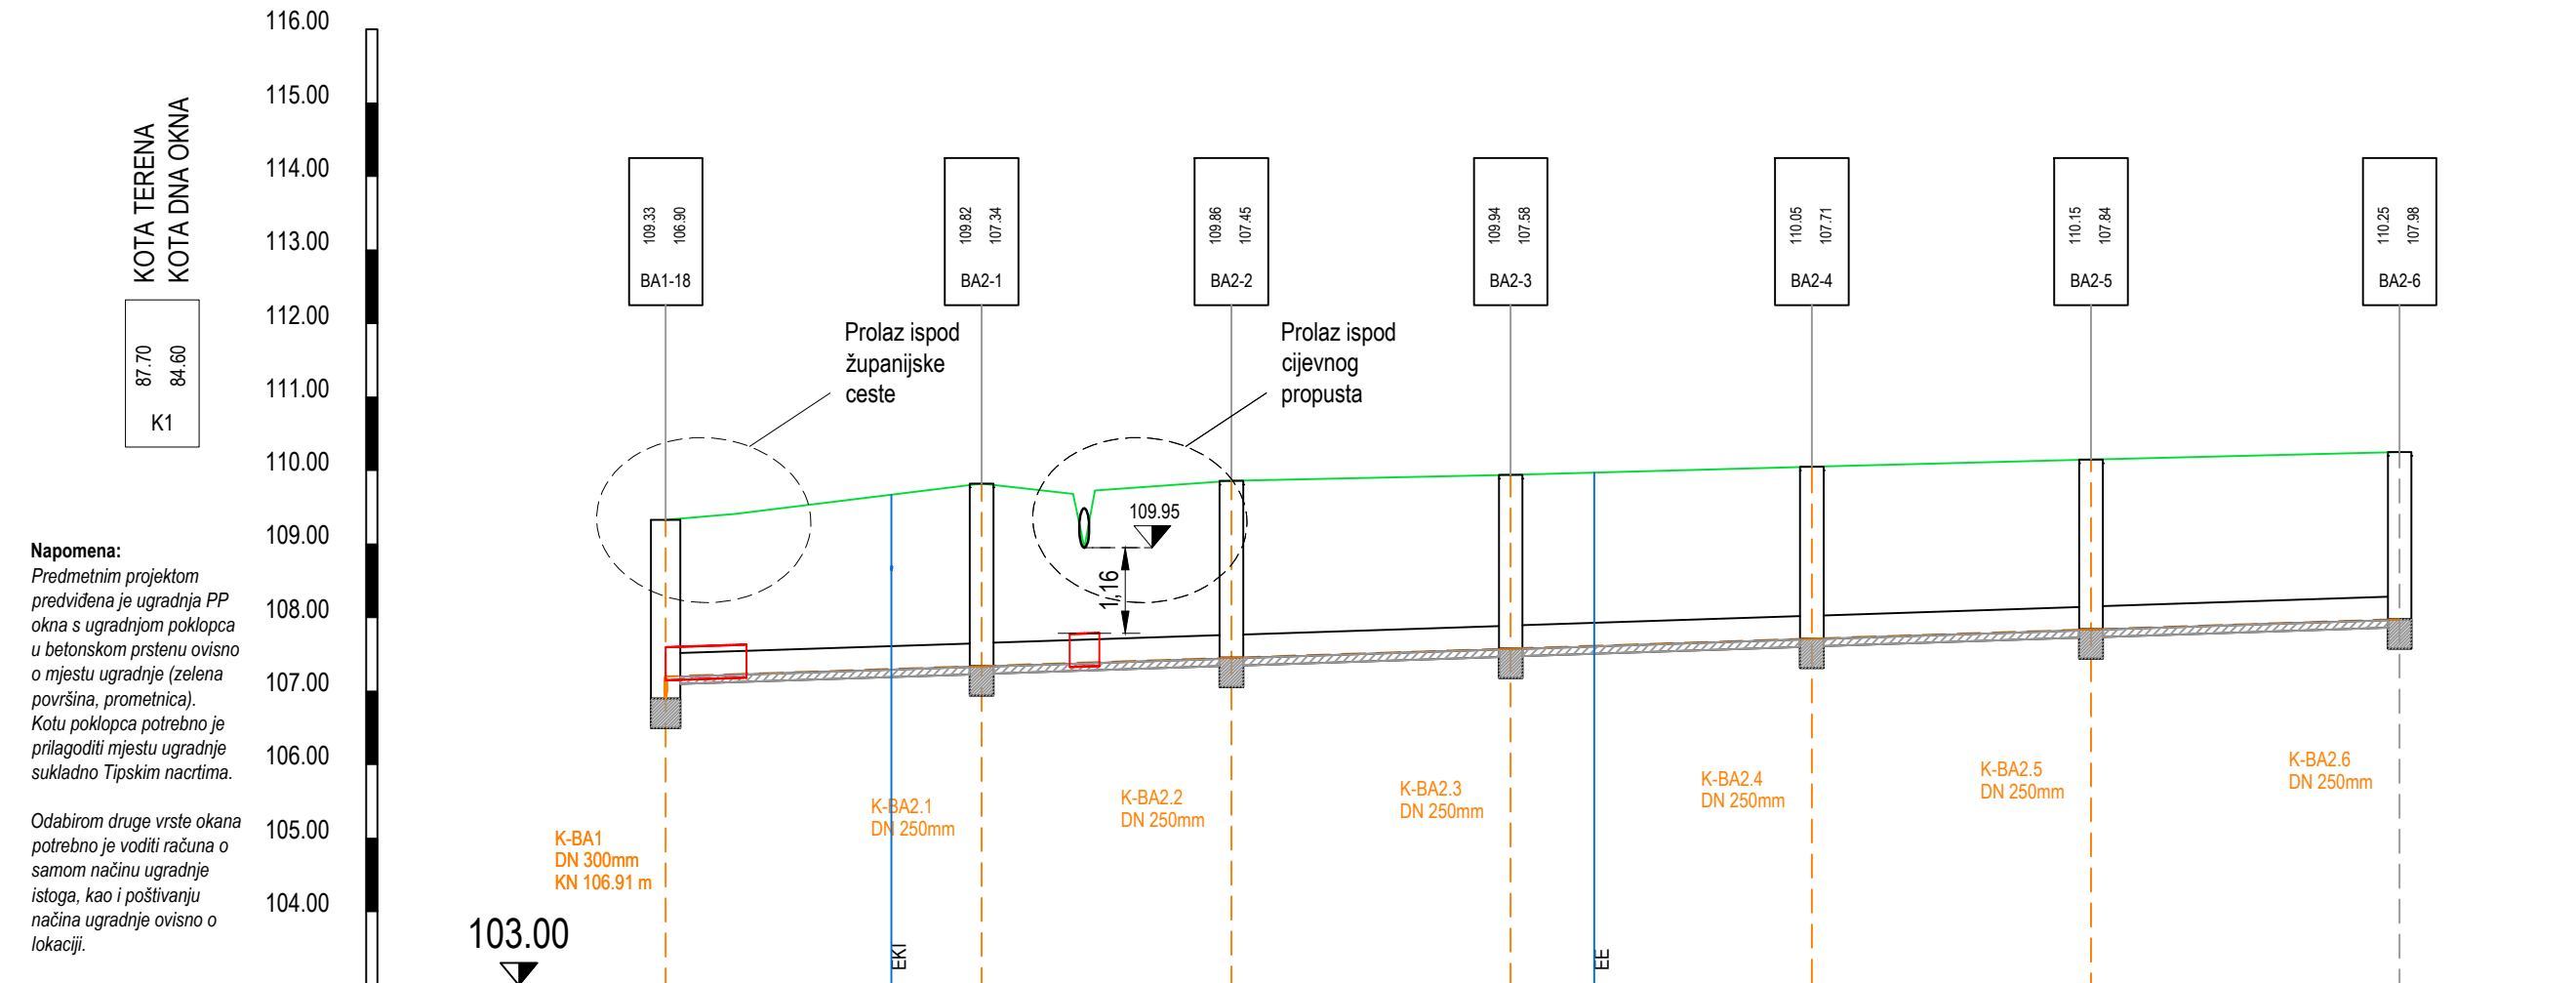 116.00
115.00
114.00
113.00
112.00
111.00
110.00
109.00
108.00
107.00
106.00
105.00
104.00
103.00
KOTA TERENA
KOTA DNA OKNA
87.70
84.60
K1
Napomena:
Predmetnim projektom
predviđena je ugradnja PP
okna s ugradnjom poklopca
u betonskom prstenu ovisno
o mjestu ugradnje (zelena
površina, prometnica).
Kotu poklopca potrebno je
prilagoditi mjestu ugradnje
sukladno Tipskim nacrtima.
Odabirom druge vrste okana
potrebno je voditi računa o
samom načinu ugradnje
istoga, kao i poštivanju
načina ugradnje ovisno o
lokaciji.
109.33
106.90
BA1-18
109.82
107.34
BA2-1
109.86
107.45
BA2-2
109.94
107.58
BA2-3
110.05
107.71
BA2-4
110.15
107.84
BA2-5
110.25
107.98
BA2-6
Prolaz ispod
županijske
ceste
Prolaz ispod
cijevnog
propusta
109.95
1,16
K-BA1
DN 300mm
KN 106.91 m
K-BA2.1
DN 250mm
K-BA2.2
DN 250mm
K-BA2.3
DN 250mm
K-BA2.4
DN 250mm
K-BA2.5
DN 250mm
K-BA2.6
DN 250mm
EKI
EE